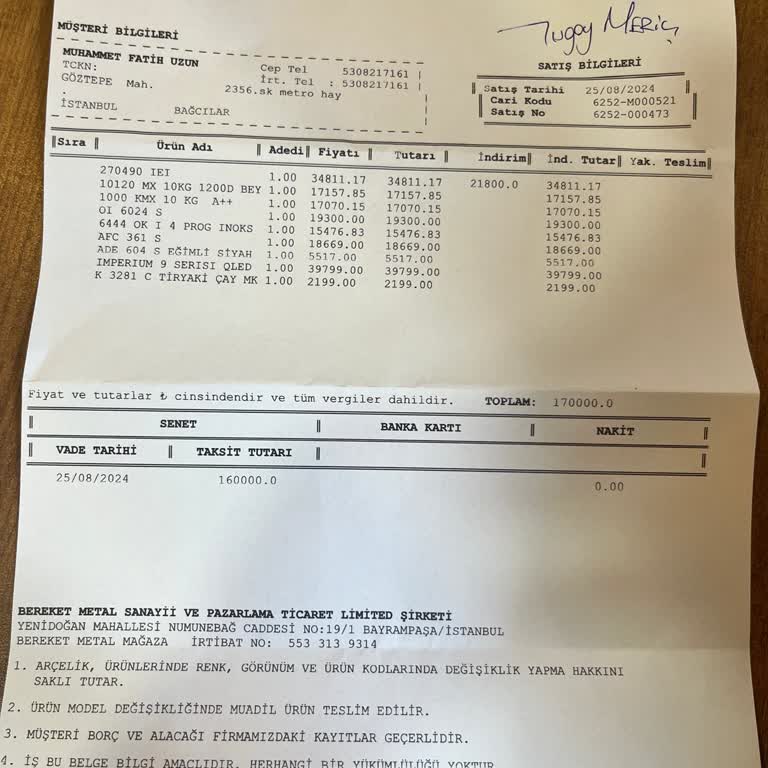 Tugay MERİÇ
MÜŞTERİ BİLGİLERİ
MUHAMMET FATIH UZUN
TCKN:
Cep Tel 5308217161
GÖZTEPE Mah.
İrt. Tel : 5308217161
.
2356.sk metro hay
İSTANBUL BAĞCILAR
SATIŞ BİLGİLERİ
Satış Tarihi 25/08/2024
Cari Kodu 6252-M000521
Satış No 6252-000473
Sıra Ürün Adı Adedi Fiyatı Tutarı İndirim İnd. Tutar Yak. Teslim
270490 IEI 1.00 34811.17 34811.17 21800.0 34811.17
10120 MX 10KG 1200D BEY 1.00 17157.85 17157.85 17157.85
1000 KMX 10 KG A++ 1.00 17070.15 17070.15 17070.15
OI 6024 S 1.00 19300.00 19300.00 19300.00
6444 OK I 4 PROG INOKS 1.00 15476.83 15476.83 15476.83
AFC 361 S 1.00 18669.00 18669.00 18669.00
ADE 604 S EĞİMLİ SİYAH 1.00 5517.00 5517.00 5517.00
IMPERIUM 9 SERISI QLED 1.00 39799.00 39799.00 39799.00
K 3281 C TİRYAKİ ÇAY MK 1.00 2199.00 2199.00 2199.00
Fiyat ve tutarlar ₺ cinsindendir ve tüm vergiler dahildir. TOPLAM: 170000.0
SENET BANKA KARTI NAKİT
VADE TARİHİ TAKSİT TUTARI
25/08/2024 160000.0 0.00
BEREKET METAL SANAYİİ VE PAZARLAMA TİCARET LİMİTED ŞİRKETİ
YENİDOĞAN MAHALLESİ NUMUNEBAĞ CADDESİ NO:19/1 BAYRAMPAŞA/İSTANBUL
BEREKET METAL MAĞAZA İRTİBAT NO: 553 313 9314
1. ARÇELİK, ÜRÜNLERİNDE RENK, GÖRÜNÜM VE ÜRÜN KODLARINDA DEĞİŞİKLİK YAPMA HAKKINI
SAKLI TUTAR.
2. ÜRÜN MODEL DEĞİŞİKLİĞİNDE MUADİL ÜRÜN TESLİM EDİLİR.
3. MÜŞTERİ BORÇ VE ALACAĞI FİRMAMIZDAKİ KAYITLAR GEÇERLİDİR.
4. İŞ BU BELGE BİLGİ AMAÇLIDIR, HERHANGİ BİR YÜKÜMLÜLÜĞÜ YOKTUR